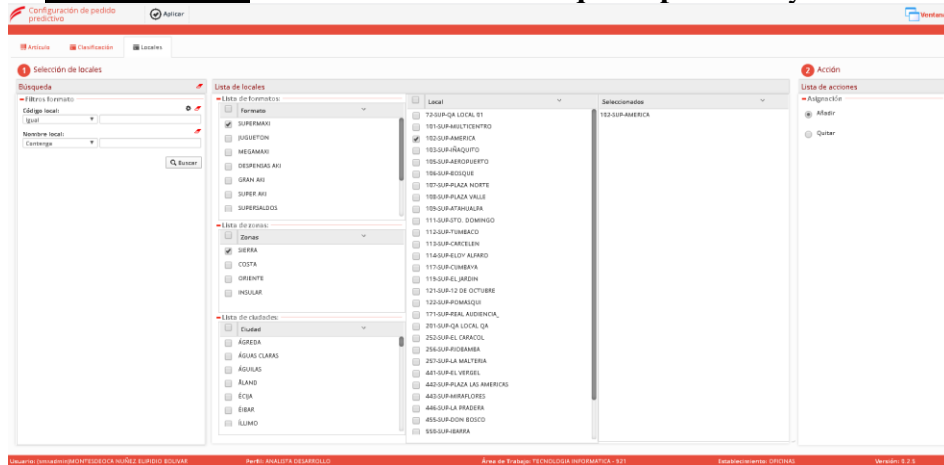 Configuración de pedido
predictivo
Aplicar
Artículo
Clasificación
Locales
1 Selección de locales
2 Acción
Búsqueda
Filtros formato
Código local:
Igual
Nombre local:
Contenga
Buscar
Lista de locales
Lista de formatos:
Formato
SUPERMAXI
JUGUETON
MEGAMAXI
DESPENSAS AKI
GRAN AKI
SUPER AKI
SUPERSALDOS
Lista de zonas:
Zonas
SIERRA
COSTA
ORIENTE
INSULAR
Lista de ciudades:
Ciudad
ÁGREDA
ÁGUAS CLARAS
ÁGUILAS
ÅLAND
ÉCIJA
ÉIBAR
ÍLLIMO
Local
72-SUP-QA LOCAL 01
101-SUP-MULTICENTRO
102-SUP-AMERICA
103-SUP-IÑAQUITO
105-SUP-AEROPUERTO
106-SUP-BOSQUE
107-SUP-PLAZA NORTE
108-SUP-PLAZA VALLE
109-SUP-ATAHUALPA
111-SUP-STO. DOMINGO
112-SUP-TUMBACO
113-SUP-CARCELEN
114-SUP-ELOY ALFARO
117-SUP-CUMBAYA
119-SUP-EL JARDIN
121-SUP-12 DE OCTUBRE
122-SUP-POMASQUI
171-SUP-REAL AUDIENCIA_
201-SUP-QA LOCAL QA
252-SUP-EL CARACOL
256-SUP-RIOBAMBA
257-SUP-LA MALTERIA
441-SUP-EL VERGEL
442-SUP-PLAZA LAS AMERICAS
443-SUP-MIRAFLORES
446-SUP-LA PRADERA
455-SUP-DON BOSCO
550-SUP-IBARRA
Seleccionados
102-SUP-AMERICA
Lista de acciones
Asignación
Añadir
Quitar
Usuario: (smxadmin)MONTESDEOCA NUÑEZ EURIDIO BOLIVAR
Perfil: ANALISTA DESARROLLO
Área de Trabajo: TECNOLOGIA INFORMATICA - 921
Establecimiento: OFICINAS
Versión: 0.2.5